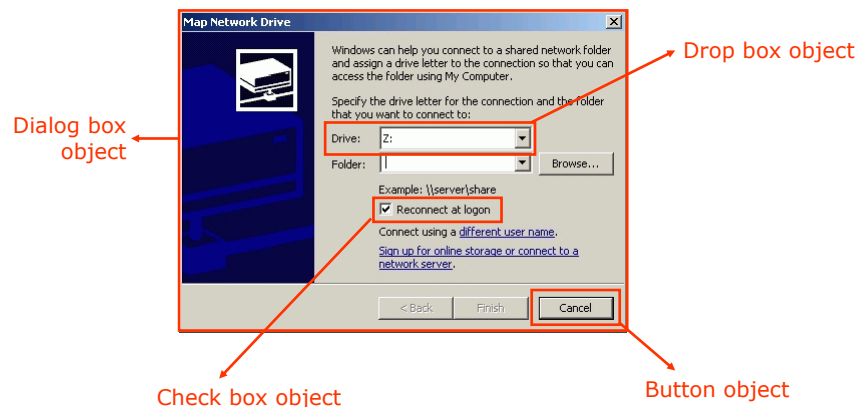 Map Network Drive
Windows can help you connect to a shared network folder
and assign a drive letter to the connection so that you can
access the folder using My Computer.
Drop box object
Specify the drive letter for the connection and the folder
that you want to connect to:
Dialog box
object
Drive: Z:
Folder: Browse...
Example: \\server\share
Reconnect at logon
Connect using a different user name.
Sign up for online storage or connect to a
network server.
< Back Finish Cancel
Check box object
Button object